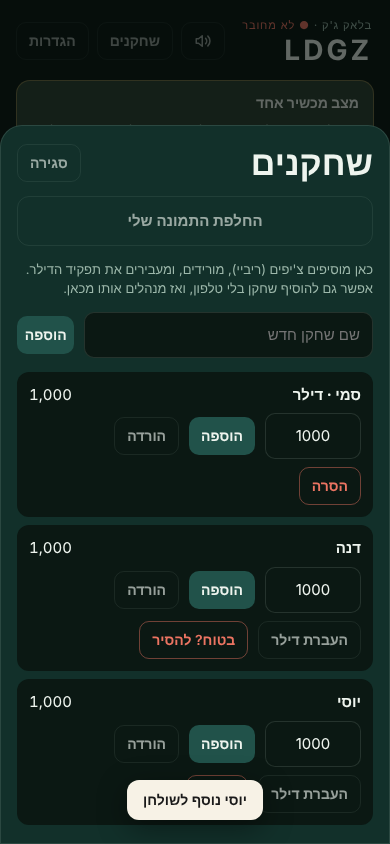 בלאק ג׳ק · לא מחובר
LDGZ
שחקנים
הגדרות
מצב מכשיר אחד
שחקנים
סגירה
החלפת התמונה שלי
כאן מוסיפים צ׳יפים (ריביי), מורידים, ומעבירים את תפקיד הדילר.
אפשר גם להוסיף שחקן בלי טלפון, ואז מנהלים אותו מכאן.
שם שחקן חדש
הוספה
סמי · דילר
1,000
1000
הוספה
הורדה
הסרה
דנה
1,000
1000
הוספה
הורדה
העברת דילר
בטוח? להסיר
יוסי
1,000
1000
הוספה
הורדה
העברת דילר
יוסי נוסף לשולחן